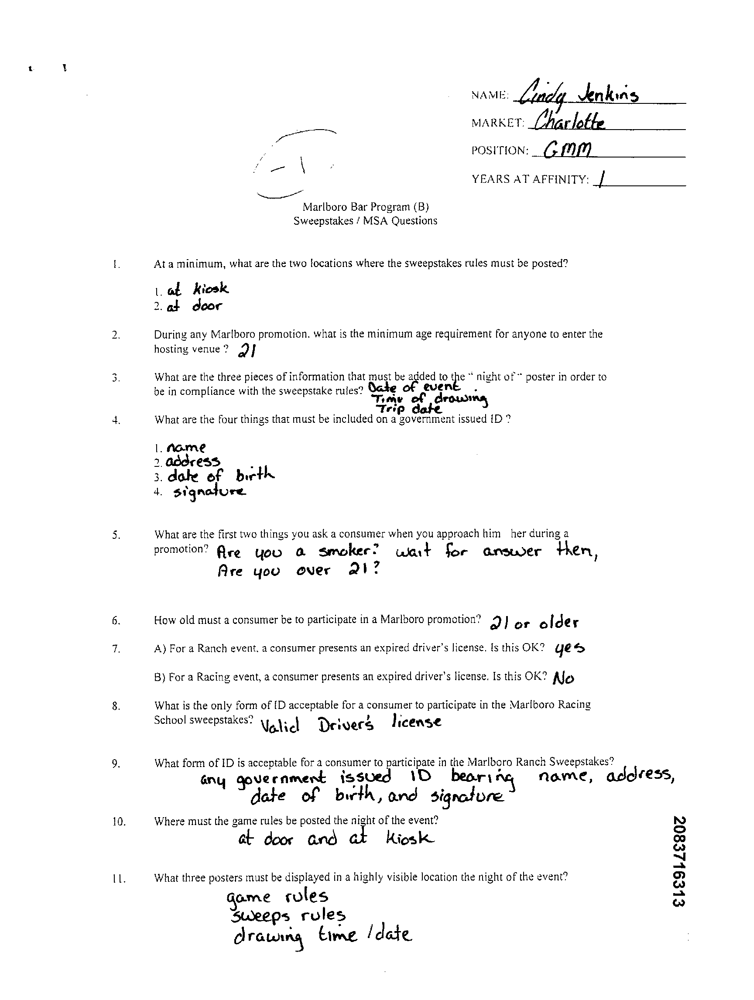 NAME: Cindy Jenkins
MARKET: Charlotte
POSITION: GMM
YEARS AT AFFINITY: 1
-1
Marlboro Bar Program (B)
Sweepstakes / MSA Questions
1. At a minimum, what are the two locations where the sweepstakes rules must be posted?
1. at kiosk
2. at door
2. During any Marlboro promotion, what is the minimum age requirement for anyone to enter the
hosting venue ? 21
3. What are the three pieces of information that must be added to the " night of " poster in order to
be in compliance with the sweepstake rules? Date of event.
Time of drawing
Trip date
4. What are the four things that must be included on a government issued ID ?
1. name
2. address
3. date of birth
4. signature
5. What are the first two things you ask a consumer when you approach him her during a
promotion? Are you a smoker? wait for answer then,
Are you over 21?
6. How old must a consumer be to participate in a Marlboro promotion? 21 or older
7. A) For a Ranch event, a consumer presents an expired driver's license. Is this OK? yes
B) For a Racing event, a consumer presents an expired driver's license. Is this OK? No
8. What is the only form of ID acceptable for a consumer to participate in the Marlboro Racing
School sweepstakes? Valid Driver's license
9. What form of ID is acceptable for a consumer to participate in the Marlboro Ranch Sweepstakes?
any government issued ID bearing name, address,
date of birth, and signature
10. Where must the game rules be posted the night of the event?
at door and at kiosk
11. What three posters must be displayed in a highly visible location the night of the event?
game rules
sweeps rules
drawing time / date
2083716313